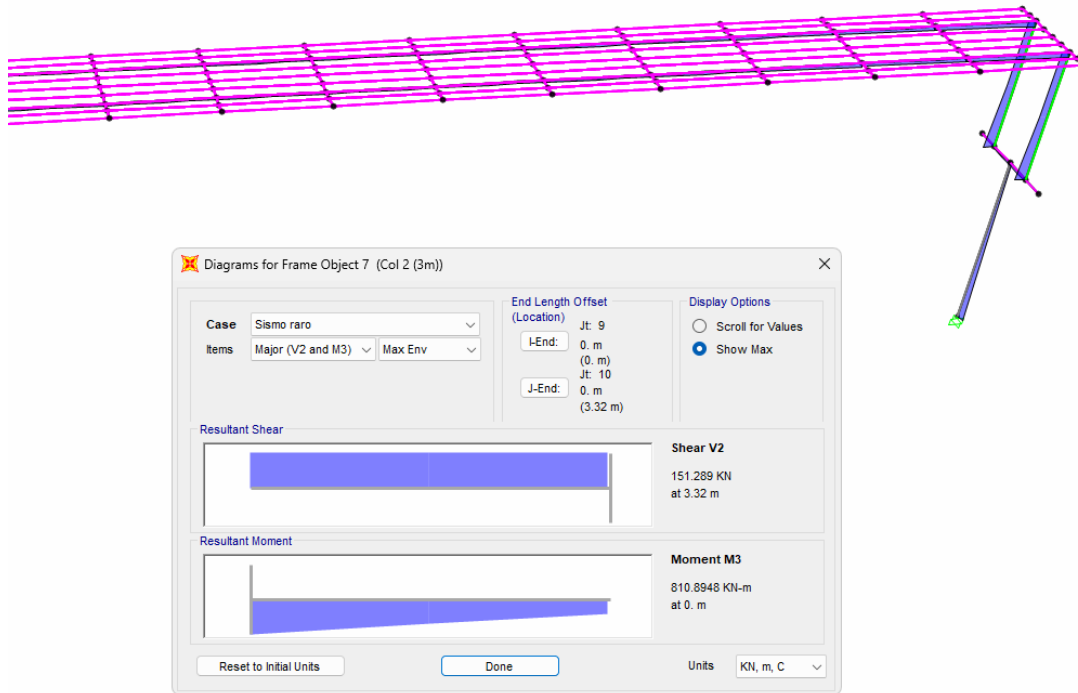 Diagrams for Frame Object 7 (Col 2 (3m))
Case Sismo raro
Items Major (V2 and M3) Max Env
End Length Offset
(Location)
Jt: 9
I-End: 0. m
(0. m)
Jt: 10
J-End: 0. m
(3.32 m)
Display Options
Scroll for Values
Show Max
Resultant Shear
Shear V2
151.289 KN
at 3.32 m
Resultant Moment
Moment M3
810.8948 KN-m
at 0. m
Reset to Initial Units
Done
Units KN, m, C